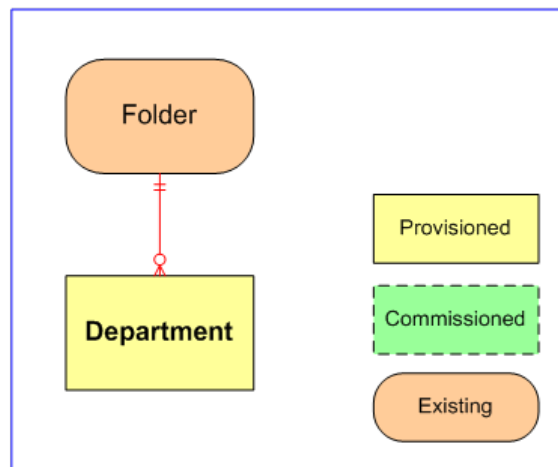 Folder
Department
Provisioned
Commissioned
Existing